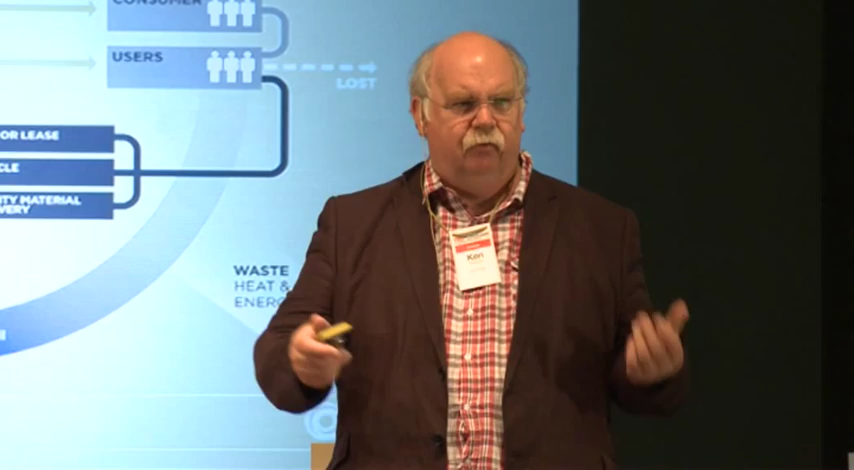 CONSUMER
USERS
LOST
OR LEASE
CLE
ITY MATERIAL
VERY
WASTE
HEAT &
ENERG
Ken